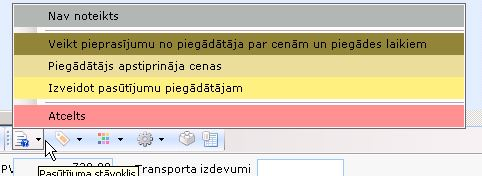 Nav noteikts
Veikt pieprasījumu no piegādātāja par cenām un piegādes laikiem
Piegādātājs apstiprināja cenas
Izveidot pasūtījumu piegādātājam
Atcelts
PV
Transporta izdevumi
Pasūtījuma stāvoklis